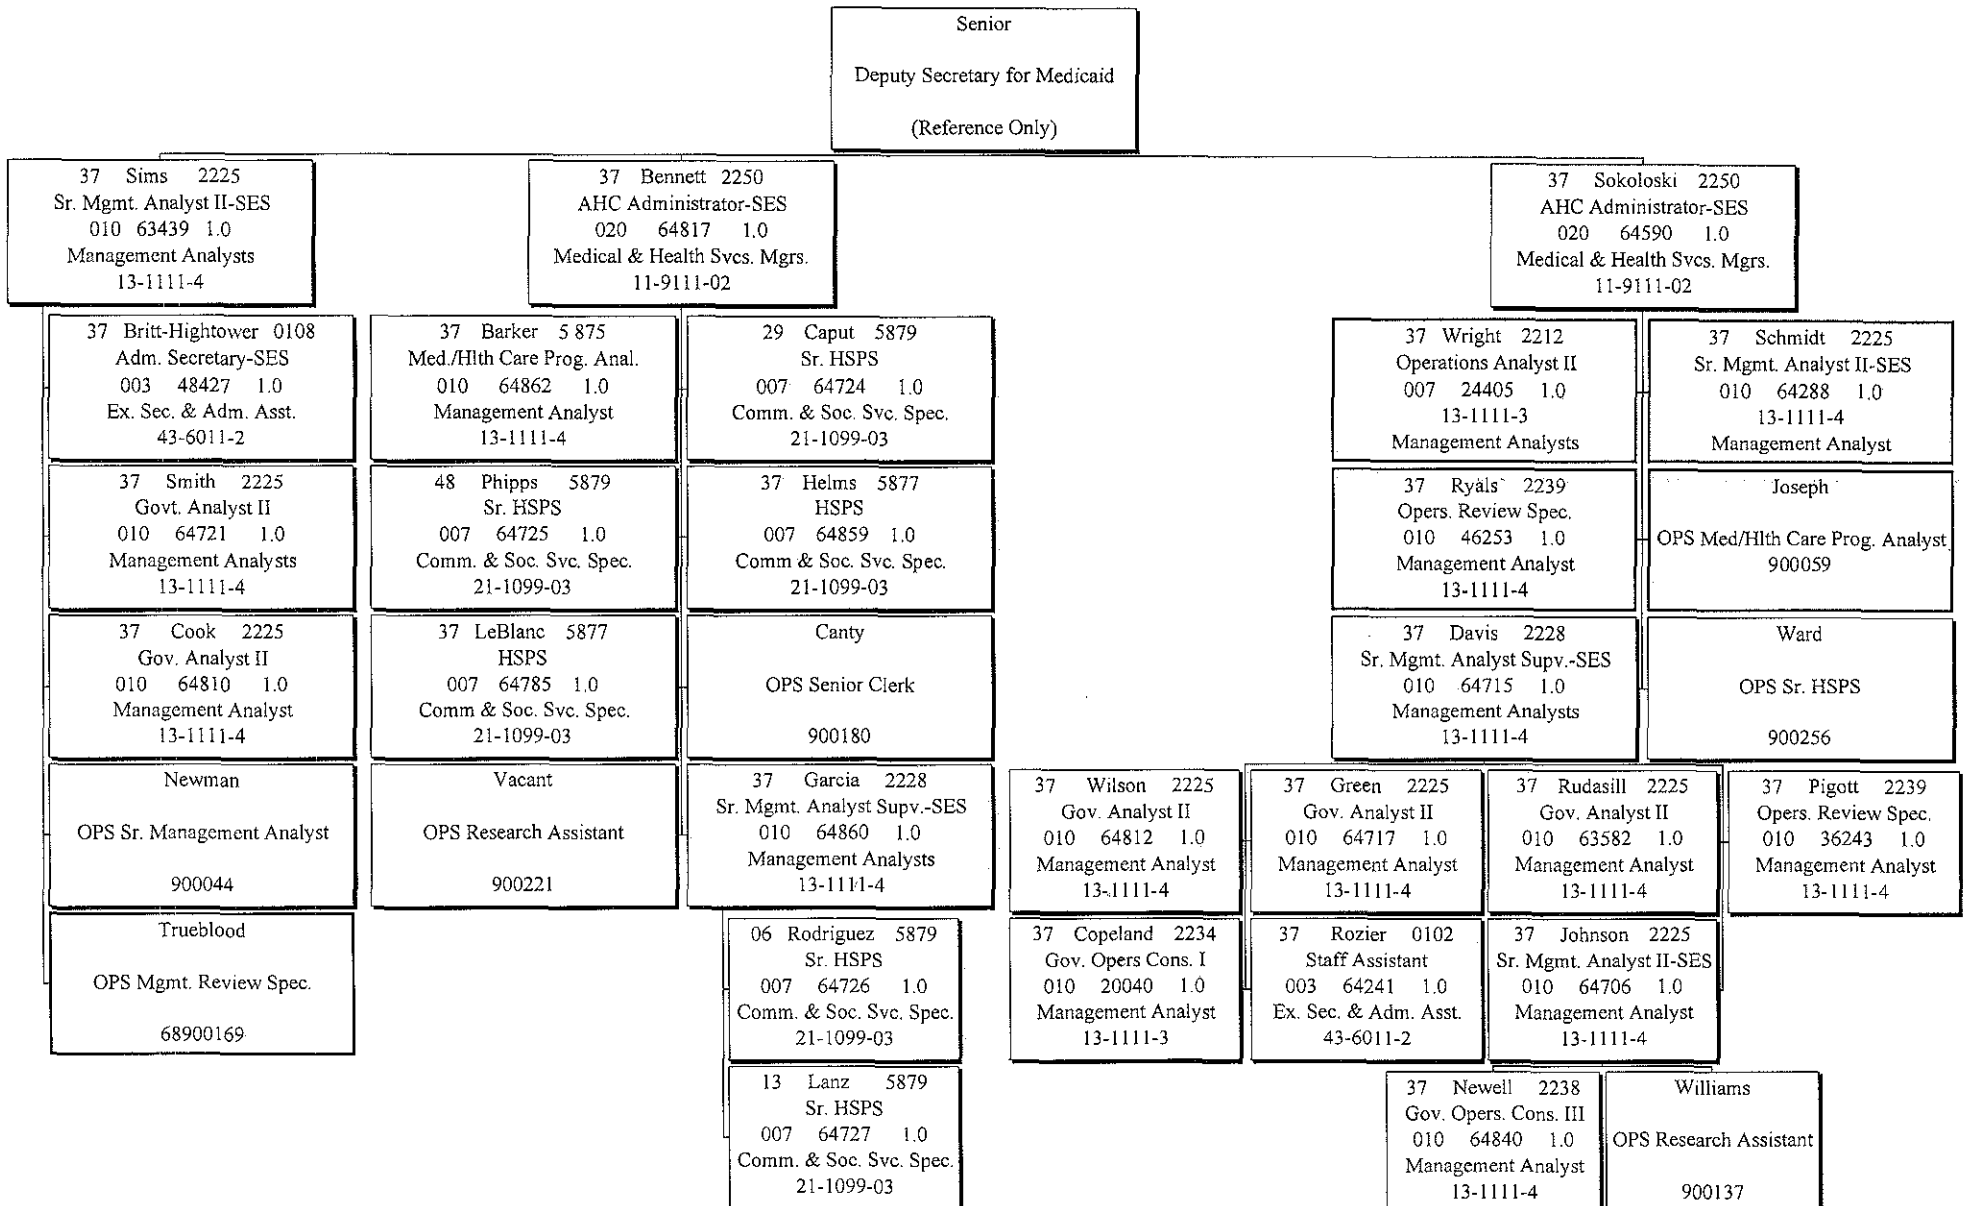 Senior
Deputy Secretary for Medicaid
(Reference Only)
37 Sims 2225
Sr. Mgmt. Analyst II-SES
010 63439 1.0
Management Analysts
13-1111-4
37 Bennett 2250
AHC Administrator-SES
020 64817 1.0
Medical & Health Svcs. Mgrs.
11-9111-02
37 Sokoloski 2250
AHC Administrator-SES
020 64590 1.0
Medical & Health Svcs. Mgrs.
11-9111-02
37 Britt-Hightower 0108
Adm. Secretary-SES
003 48427 1.0
Ex. Sec. & Adm. Asst.
43-6011-2
37 Barker 5 875
Med./Hlth Care Prog. Anal.
010 64862 1.0
Management Analyst
13-1111-4
29 Caput 5879
Sr. HSPS
007 64724 1.0
Comm. & Soc. Svc. Spec.
21-1099-03
37 Wright 2212
Operations Analyst II
007 24405 1.0
13-1111-3
Management Analysts
37 Schmidt 2225
Sr. Mgmt. Analyst II-SES
010 64288 1.0
13-1111-4
Management Analyst
37 Smith 2225
Govt. Analyst II
010 64721 1.0
Management Analysts
13-1111-4
48 Phipps 5879
Sr. HSPS
007 64725 1.0
Comm. & Soc. Svc. Spec.
21-1099-03
37 Helms 5877
HSPS
007 64859 1.0
Comm & Soc. Svc. Spec.
21-1099-03
37 Ryals 2239
Opers. Review Spec.
010 46253 1.0
Management Analyst
13-1111-4
Joseph
OPS Med/Hlth Care Prog. Analyst
900059
37 Cook 2225
Gov. Analyst II
010 64810 1.0
Management Analyst
13-1111-4
37 LeBlanc 5877
HSPS
007 64785 1.0
Comm & Soc. Svc. Spec.
21-1099-03
Canty
OPS Senior Clerk
900180
37 Davis 2228
Sr. Mgmt. Analyst Supv.-SES
010 64715 1.0
Management Analysts
13-1111-4
Ward
OPS Sr. HSPS
900256
Newman
OPS Sr. Management Analyst
900044
Vacant
OPS Research Assistant
900221
37 Garcia 2228
Sr. Mgmt. Analyst Supv.-SES
010 64860 1.0
Management Analysts
13-1111-4
37 Wilson 2225
Gov. Analyst II
010 64812 1.0
Management Analyst
13-1111-4
37 Green 2225
Gov. Analyst II
010 64717 1.0
Management Analyst
13-1111-4
37 Rudasill 2225
Gov. Analyst II
010 63582 1.0
Management Analyst
13-1111-4
37 Pigott 2239
Opers. Review Spec.
010 36243 1.0
Management Analyst
13-1111-4
Trueblood
OPS Mgmt. Review Spec.
68900169
06 Rodriguez 5879
Sr. HSPS
007 64726 1.0
Comm. & Soc. Svc. Spec.
21-1099-03
37 Copeland 2234
Gov. Opers Cons. I
010 20040 1.0
Management Analyst
13-1111-3
37 Rozier 0102
Staff Assistant
003 64241 1.0
Ex. Sec. & Adm. Asst.
43-6011-2
37 Johnson 2225
Sr. Mgmt. Analyst II-SES
010 64706 1.0
Management Analyst
13-1111-4
13 Lanz 5879
Sr. HSPS
007 64727 1.0
Comm. & Soc. Svc. Spec.
21-1099-03
37 Newell 2238
Gov. Opers. Cons. III
010 64840 1.0
Management Analyst
13-1111-4
Williams
OPS Research Assistant
900137